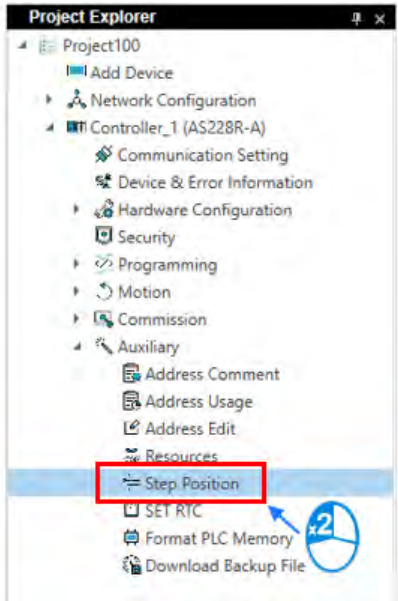 Project Explorer
Project100
Add Device
Network Configuration
Controller_1 (AS228R-A)
Communication Setting
Device & Error Information
Hardware Configuration
Security
Programming
Motion
Commission
Auxiliary
Address Comment
Address Usage
Address Edit
Resources
Step Position
SET RTC
x2
Format PLC Memory
Download Backup File